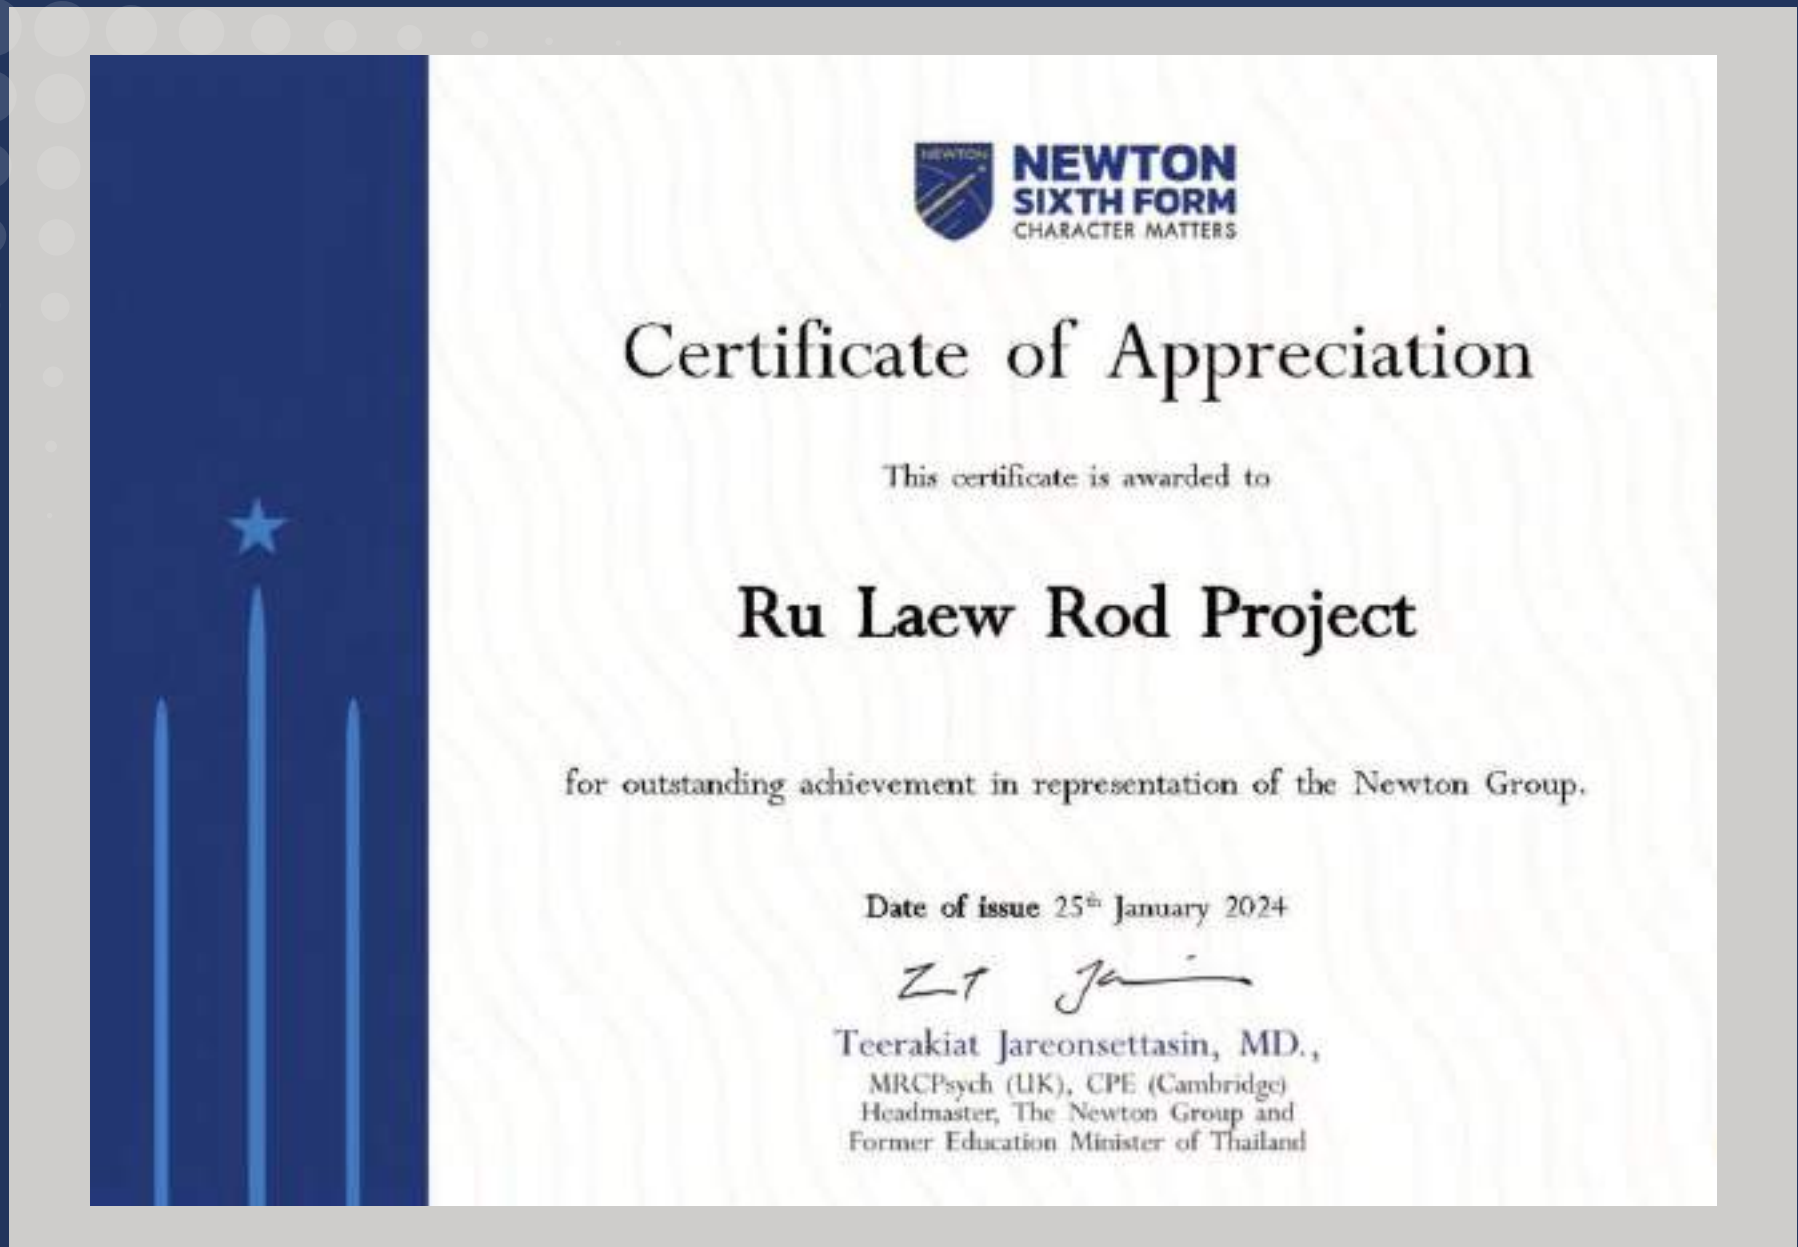 NEWTON
NEWTON
SIXTH FORM
CHARACTER MATTERS
Certificate of Appreciation
This certificate is awarded to
Ru Laew Rod Project
for outstanding achievement in representation of the Newton Group.
Date of issue 25th January 2024
Teerakiat Jareonsettasin, MD.,
MRCPsych (UK), CPE (Cambridge)
Headmaster, The Newton Group and
Former Education Minister of Thailand